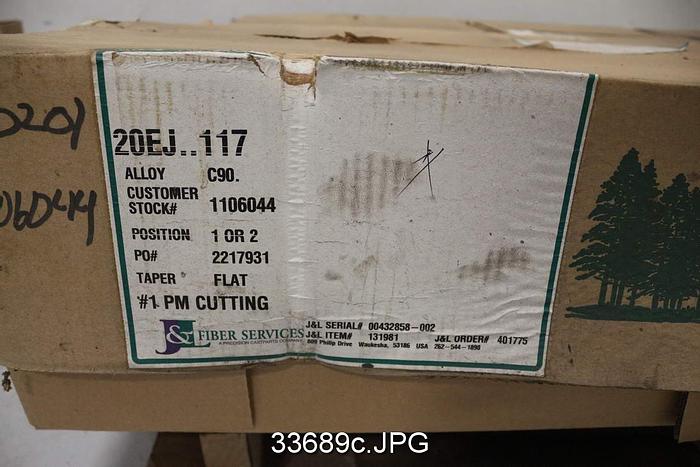 0201
06D44
20EJ..117
ALLOY C90.
CUSTOMER STOCK# 1106044
POSITION 1 OR 2
PO# 2217931
TAPER FLAT
#1 PM CUTTING
J&L FIBER SERVICES
A PRECISION CASTPARTS COMPANY
J&L SERIAL# 00432858-002
J&L ITEM# 131981 J&L ORDER# 401775
809 Philip Drive Waukesha, 53186 USA 262-544-1890
33689c.JPG